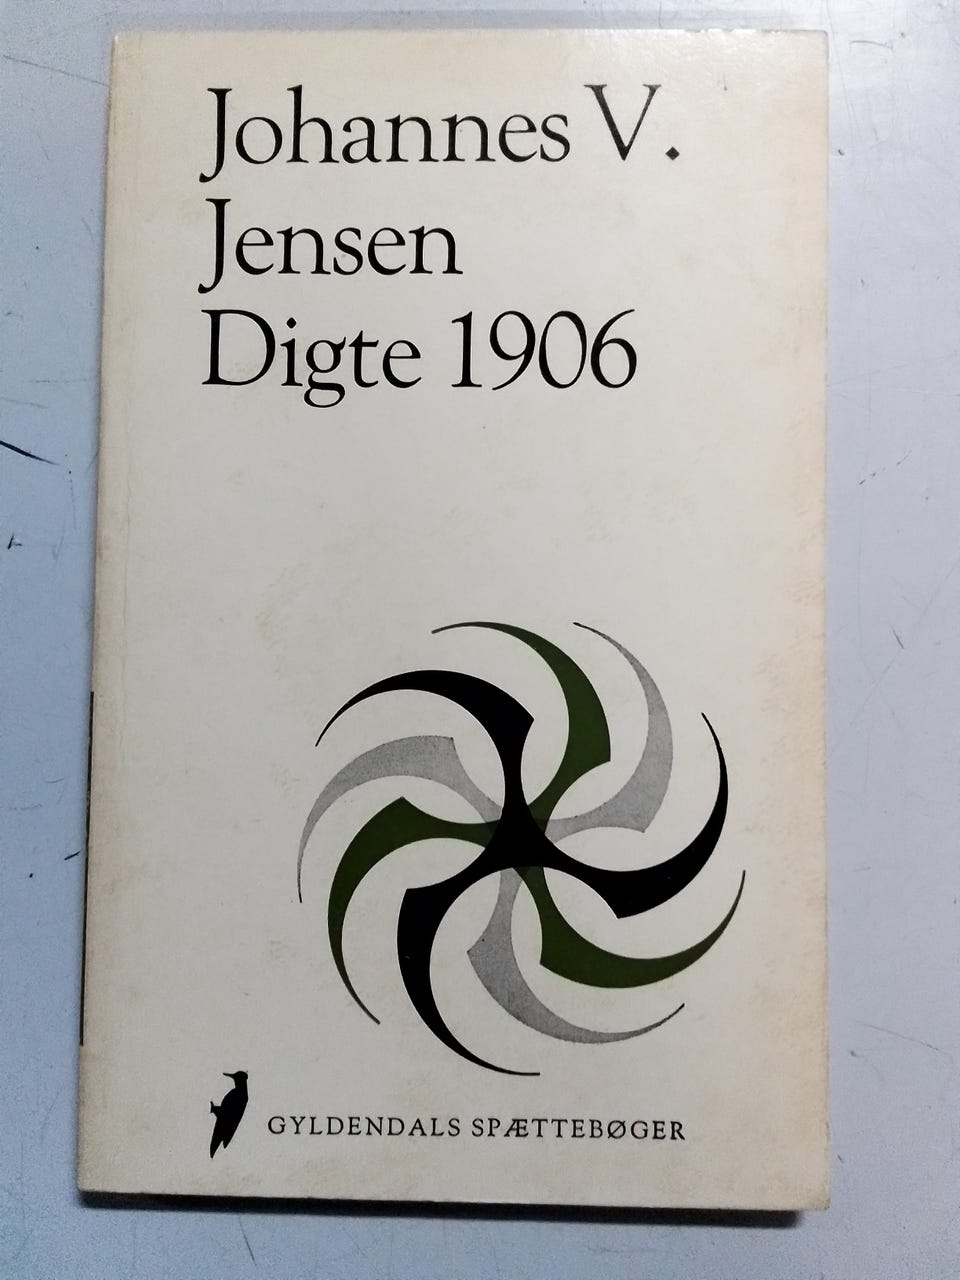 Johannes V.
Jensen
Digte 1906
GYLDENDALS SPÆTTEBØGER